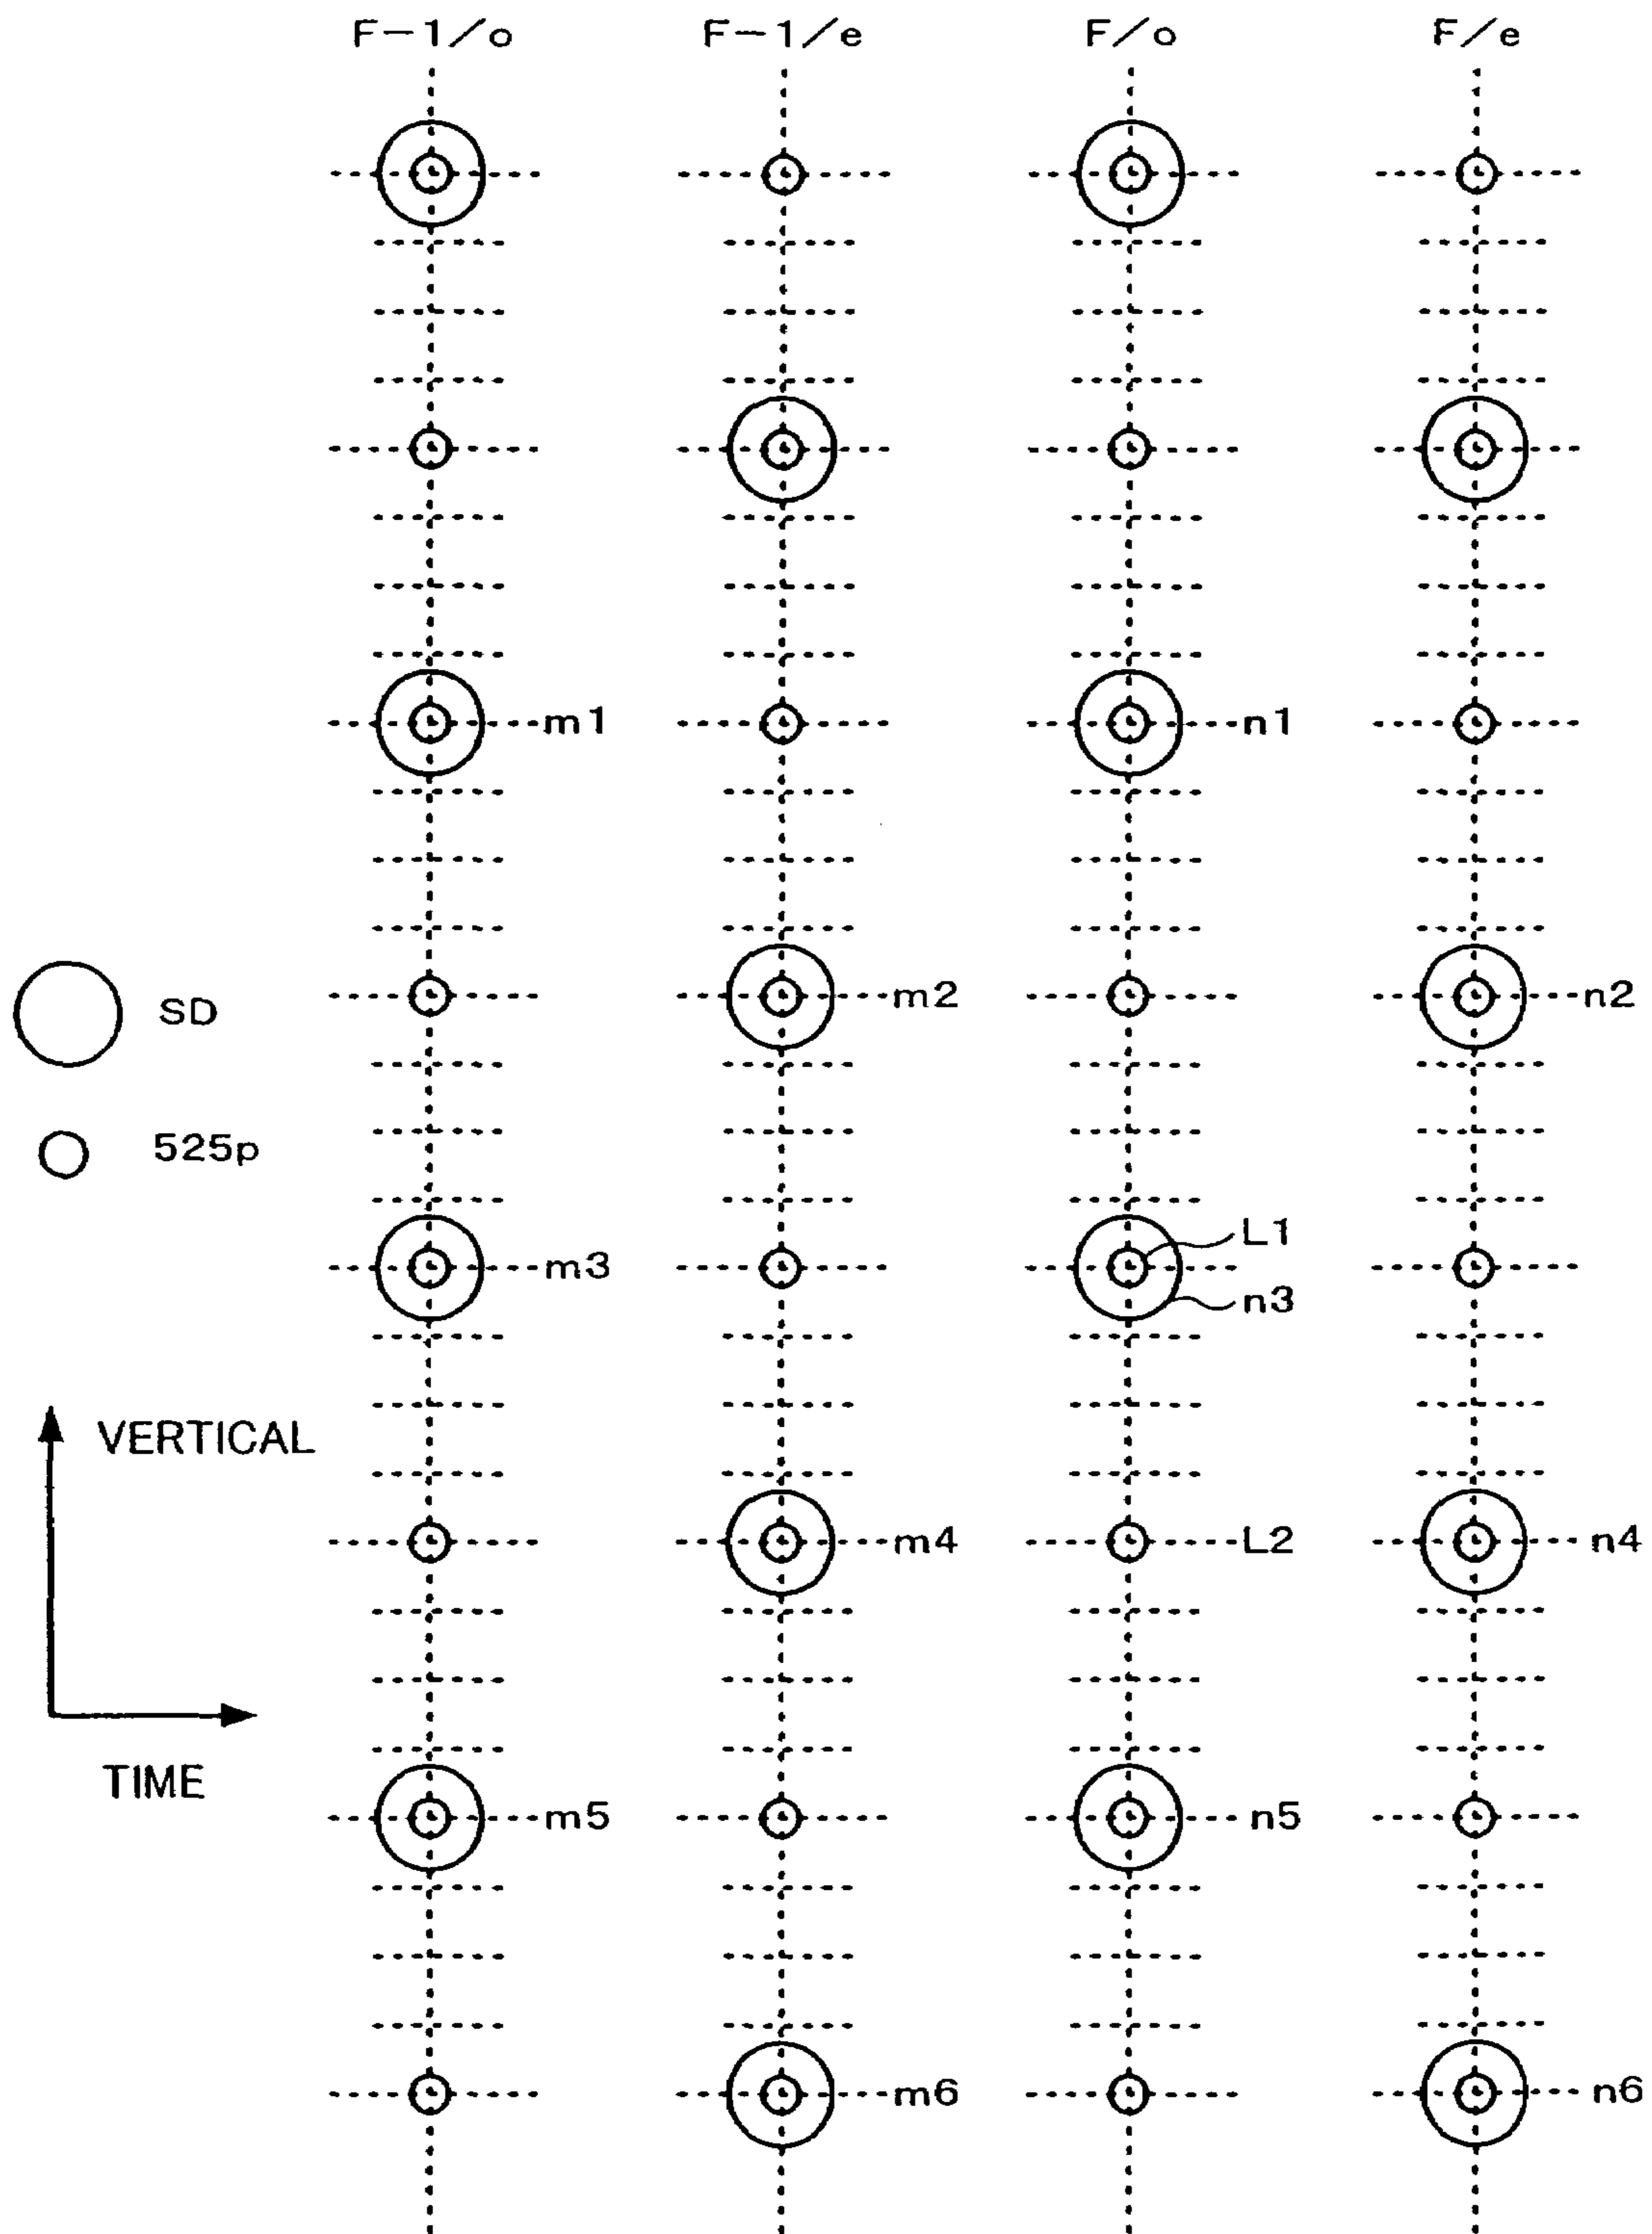 F-1/o F-1/e F/o F/e
m1 n1
SD m2 n2
525p
L1
m3 n3
VERTICAL
m4 L2 n4
TIME
m5 n5
m6 n6